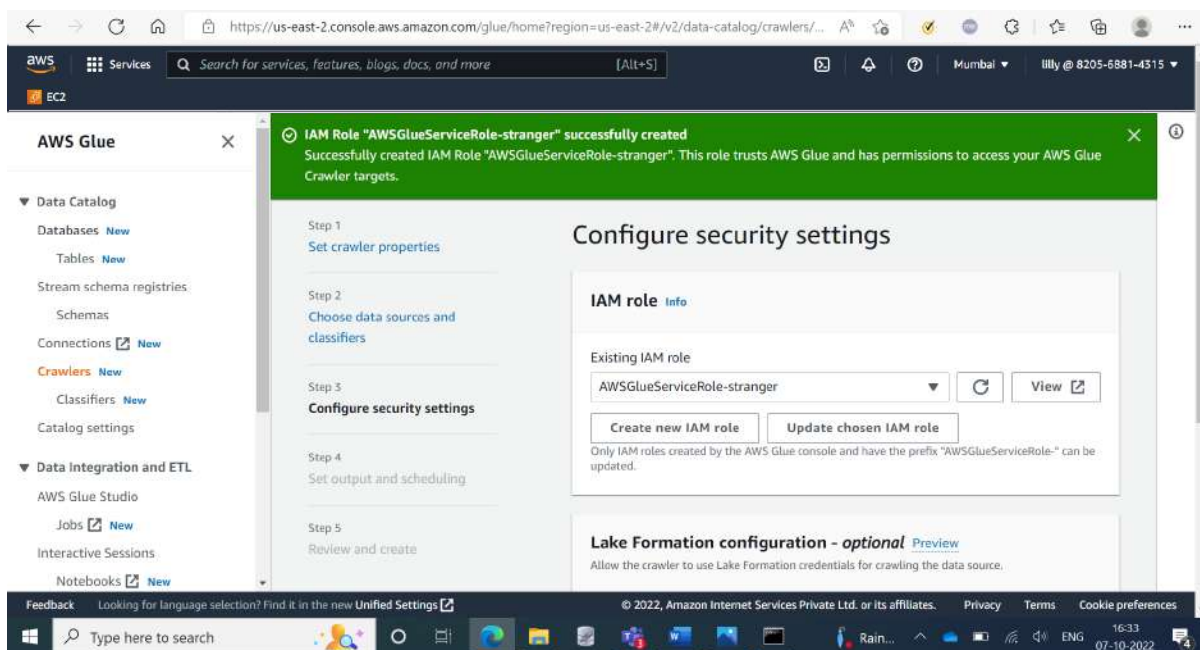 https://us-east-2.console.aws.amazon.com/glue/home?region=us-east-2#/v2/data-catalog/crawlers/...
aws Services Search for services, features, blogs, docs, and more [Alt+S] Mumbai ▼ lilly @ 8205-6881-4315 ▼
EC2
AWS Glue
▼ Data Catalog
Databases New
Tables New
Stream schema registries
Schemas
Connections New
Crawlers New
Classifiers New
Catalog settings
▼ Data Integration and ETL
AWS Glue Studio
Jobs New
Interactive Sessions
Notebooks New
IAM Role "AWSGlueServiceRole-stranger" successfully created
Successfully created IAM Role "AWSGlueServiceRole-stranger". This role trusts AWS Glue and has permissions to access your AWS Glue
Crawler targets.
Step 1
Set crawler properties
Step 2
Choose data sources and
classifiers
Step 3
Configure security settings
Step 4
Set output and scheduling
Step 5
Review and create
Configure security settings
IAM role Info
Existing IAM role
AWSGlueServiceRole-stranger
View
Create new IAM role Update chosen IAM role
Only IAM roles created by the AWS Glue console and have the prefix "AWSGlueServiceRole-" can be
updated.
Lake Formation configuration - optional Preview
Allow the crawler to use Lake Formation credentials for crawling the data source.
Feedback Looking for language selection? Find it in the new Unified Settings © 2022, Amazon Internet Services Private Ltd. or its affiliates. Privacy Terms Cookie preferences
Type here to search Rain... ENG 16:33
07-10-2022